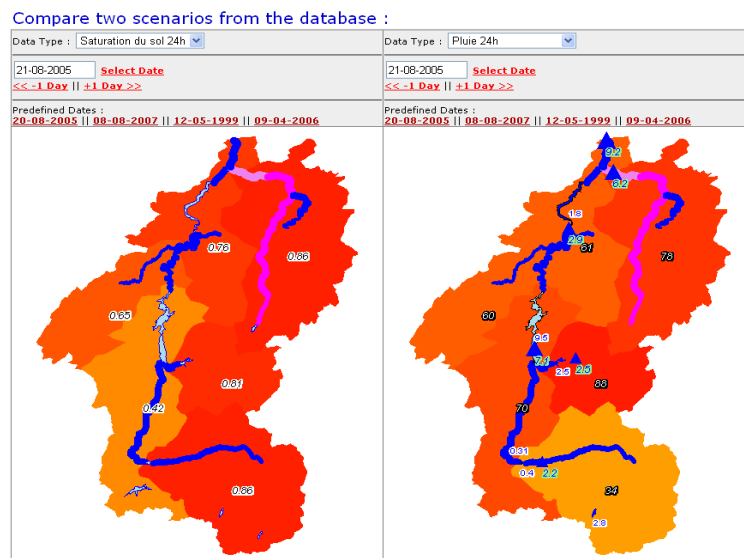 Compare two scenarios from the database :
Data Type : Saturation du sol 24h
21-08-2005 Select Date
<< -1 Day || +1 Day >>
Predefined Dates :
20-08-2005 || 08-08-2007 || 12-05-1999 || 09-04-2006
0.76
0.86
0.65
0.81
0.42
0.86
Data Type : Pluie 24h
21-08-2005 Select Date
<< -1 Day || +1 Day >>
Predefined Dates :
20-08-2005 || 08-08-2007 || 12-05-1999 || 09-04-2006
9.2
6.2
1.8
2.9
61
78
60
9.5
7.1
2.5
2.5
88
70
0.31
0.4
2.2
34
2.8